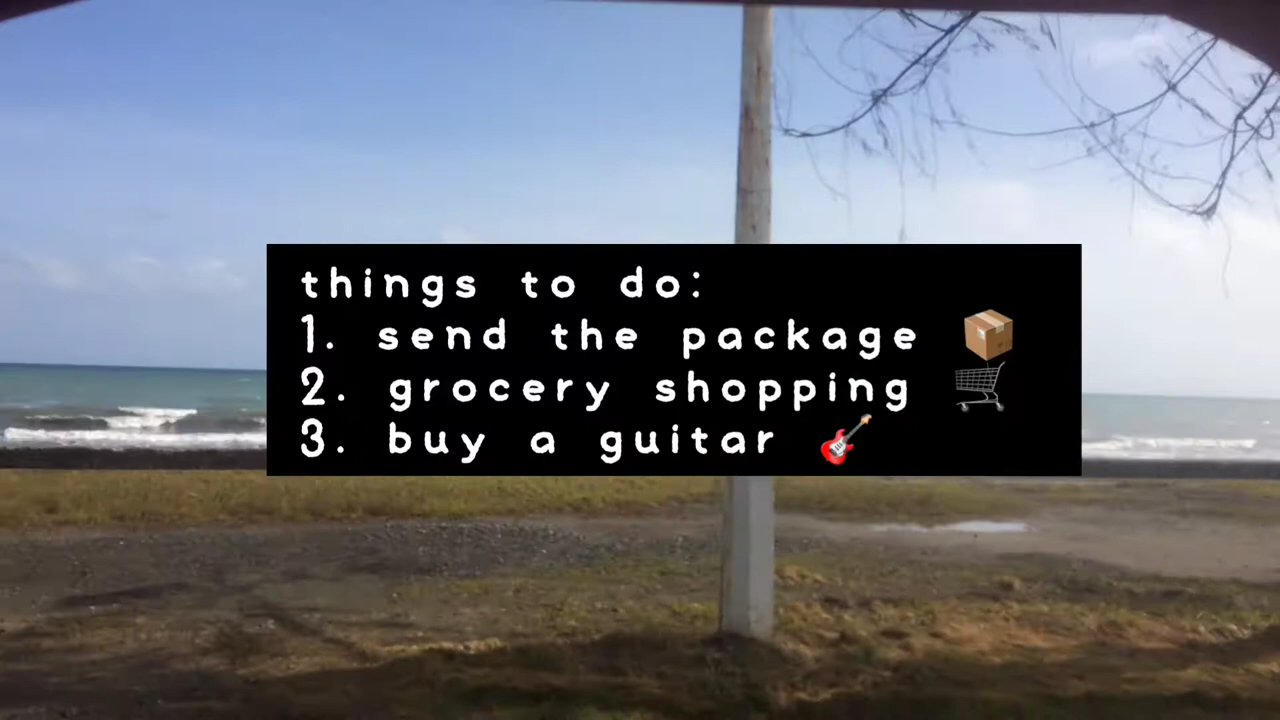 things to do:
1. send the package 📦
2. grocery shopping 🛒
3. buy a guitar 🎸